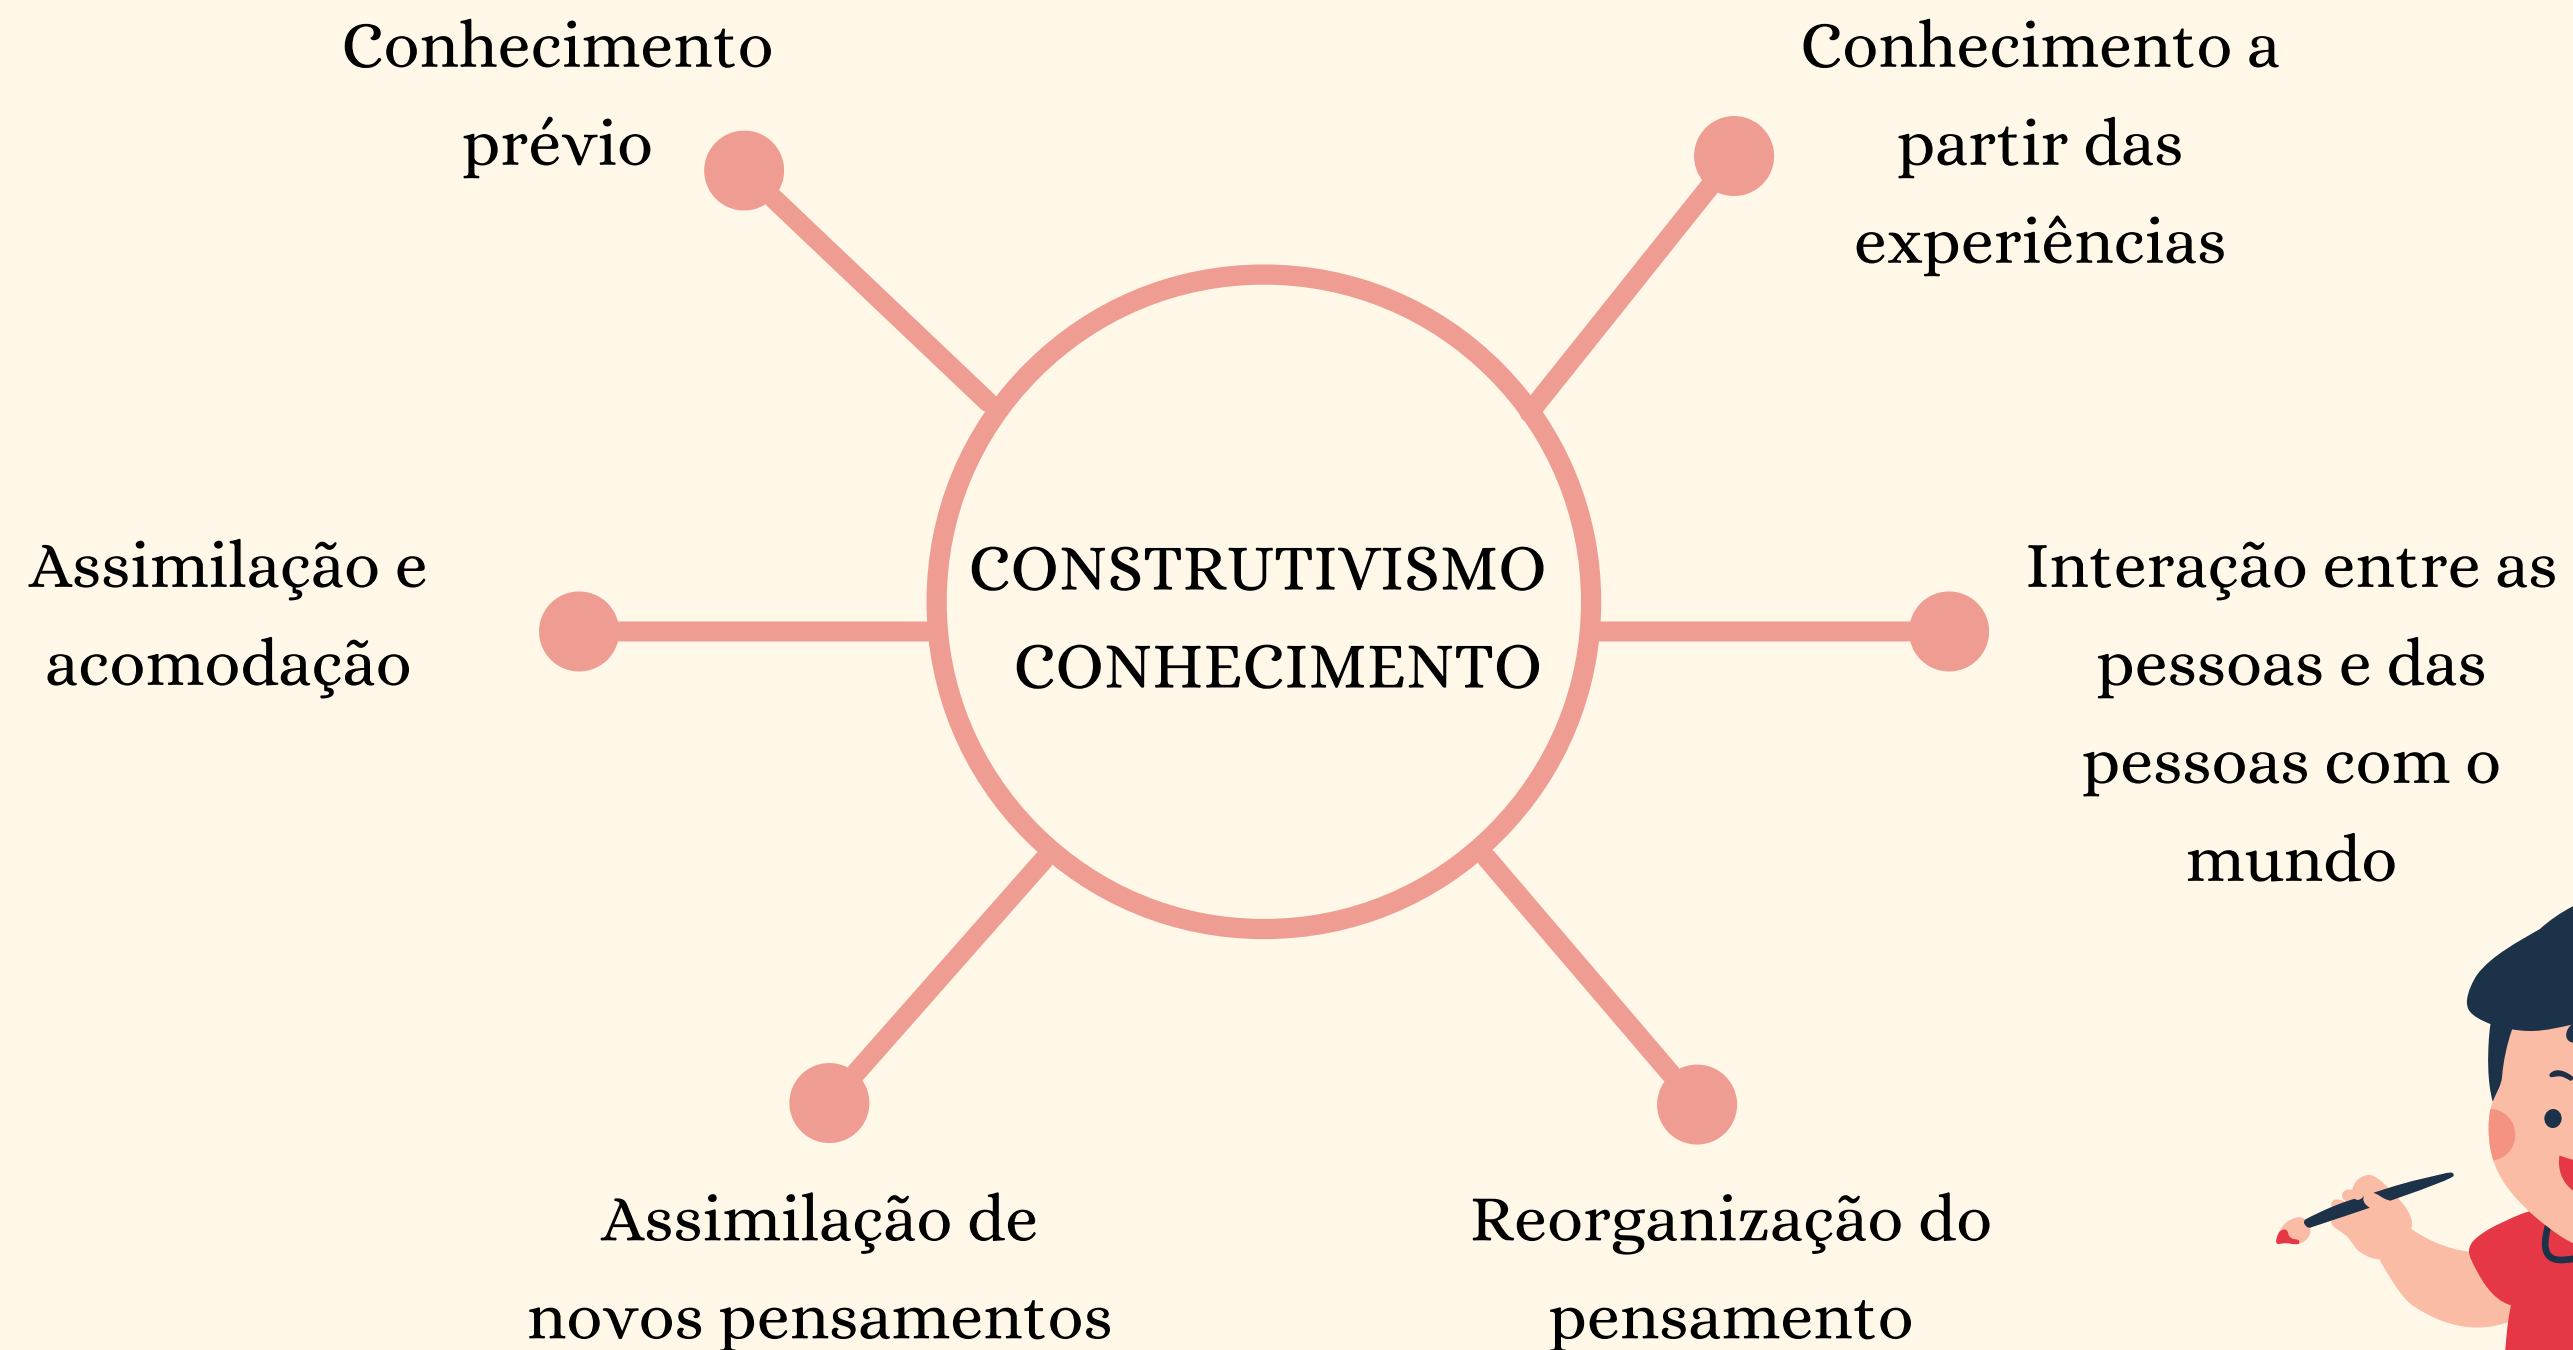 Conhecimento
prévio
Conhecimento a
partir das
experiências
Assimilação e
acomodação
CONSTRUTIVISMO
CONHECIMENTO
Interação entre as
pessoas e das
pessoas com o
mundo
Assimilação de
novos pensamentos
Reorganização do
pensamento